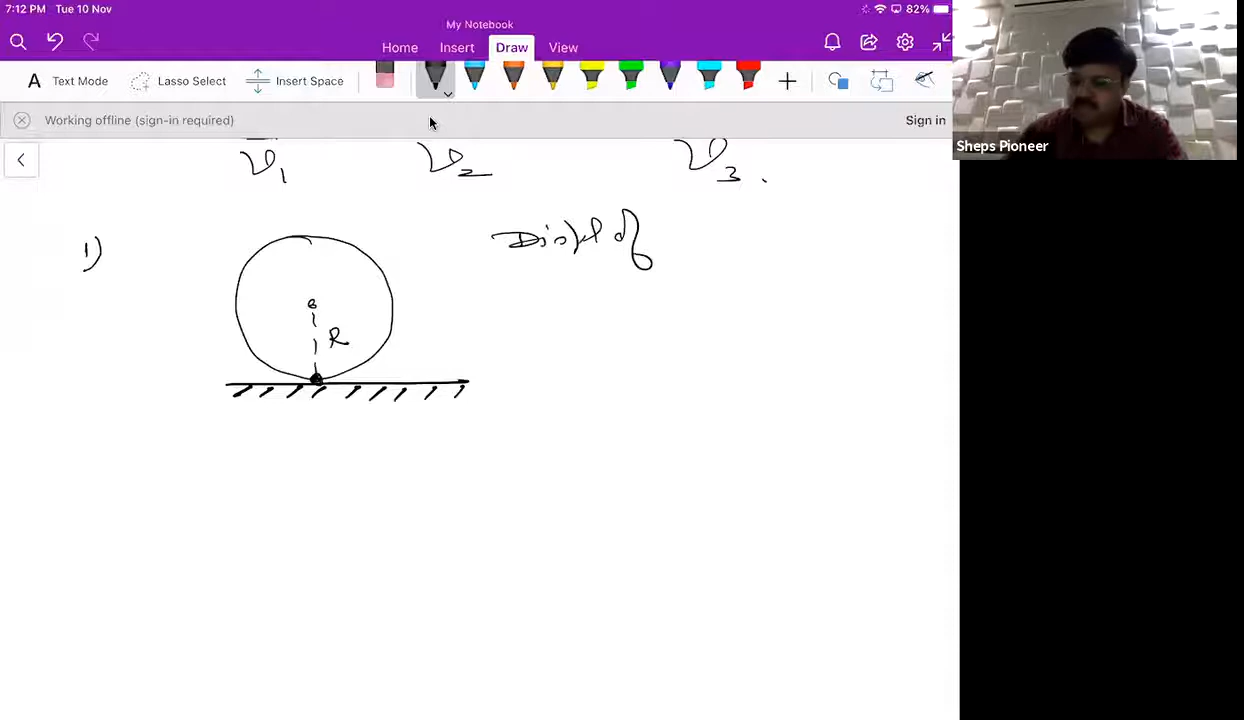 7:12 PM Tue 10 Nov
82%
My Notebook
Home Insert Draw View
A Text Mode Lasso Select Insert Space
Working offline (sign-in required) Sign in
Sheps Pioneer
V1 V2 V3 .
1) Displ of
R